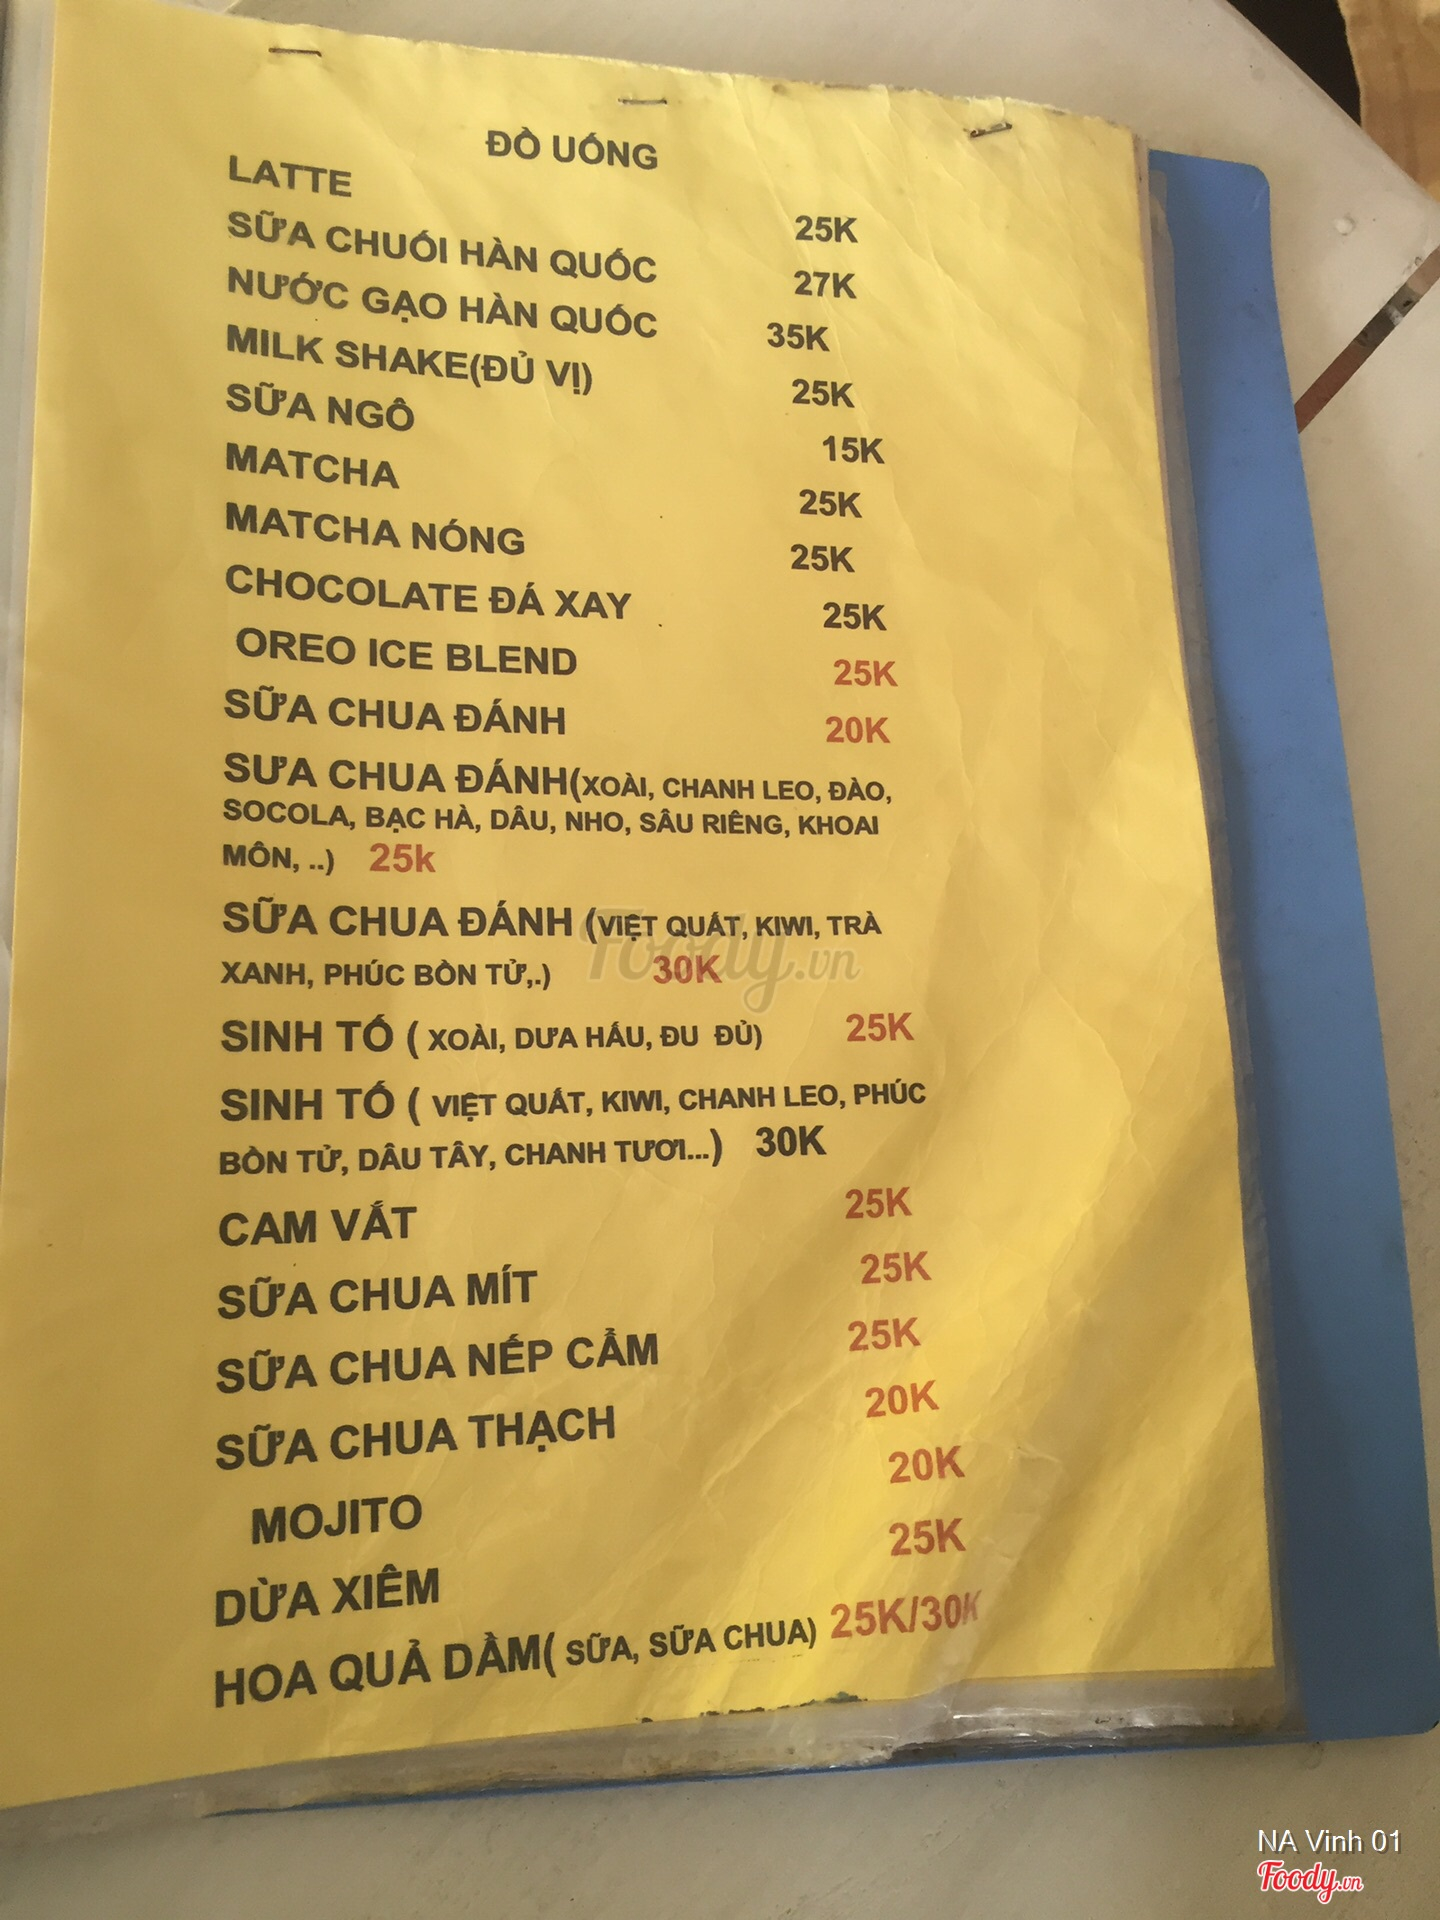 ĐỒ UỐNG
LATTE 25K
SỮA CHUỐI HÀN QUỐC 27K
NƯỚC GẠO HÀN QUỐC 35K
MILK SHAKE(ĐỦ VỊ) 25K
SỮA NGÔ 15K
MATCHA 25K
MATCHA NÓNG 25K
CHOCOLATE ĐÁ XAY 25K
OREO ICE BLEND 25K
SỮA CHUA ĐÁNH 20K
SƯA CHUA ĐÁNH(XOÀI, CHANH LEO, ĐÀO,
SOCOLA, BẠC HÀ, DÂU, NHO, SÂU RIÊNG, KHOAI
MÔN, ..) 25k
SỮA CHUA ĐÁNH (VIỆT QUẤT, KIWI, TRÀ
XANH, PHÚC BỒN TỬ,.) 30K
Foody.vn
SINH TỐ ( XOÀI, DƯA HẤU, ĐU ĐỦ) 25K
SINH TỐ ( VIỆT QUẤT, KIWI, CHANH LEO, PHÚC
BỒN TỬ, DÂU TÂY, CHANH TƯƠI...) 30K
CAM VẮT 25K
SỮA CHUA MÍT 25K
SỮA CHUA NẾP CẨM 25K
SỮA CHUA THẠCH 20K
MOJITO 20K
DỪA XIÊM 25K
HOA QUẢ DẦM( SỮA, SỮA CHUA) 25K/30K
NA Vinh 01
Foody.vn